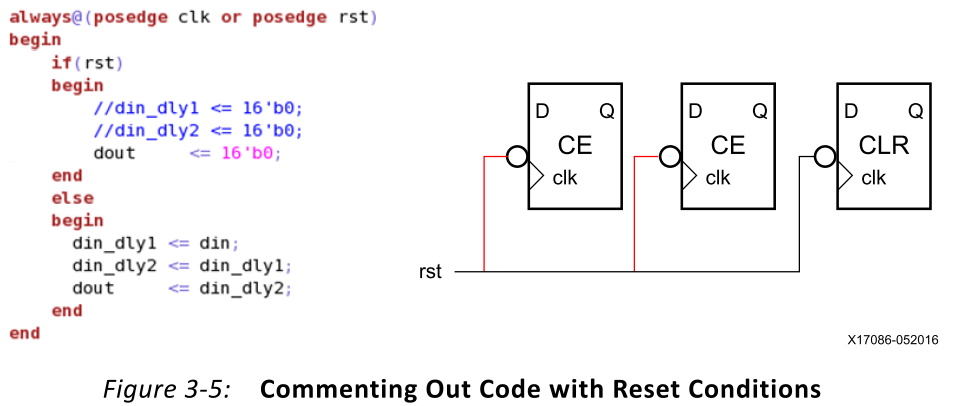 always@(posedge clk or posedge rst)
begin
if(rst)
begin
//din_dly1 <= 16'b0;
//din_dly2 <= 16'b0;
dout <= 16'b0;
end
else
begin
din_dly1 <= din;
din_dly2 <= din_dly1;
dout <= din_dly2;
end
end
D Q
CE
clk
D Q
CE
clk
D Q
CLR
clk
rst
X17086-052016
Figure 3-5: Commenting Out Code with Reset Conditions